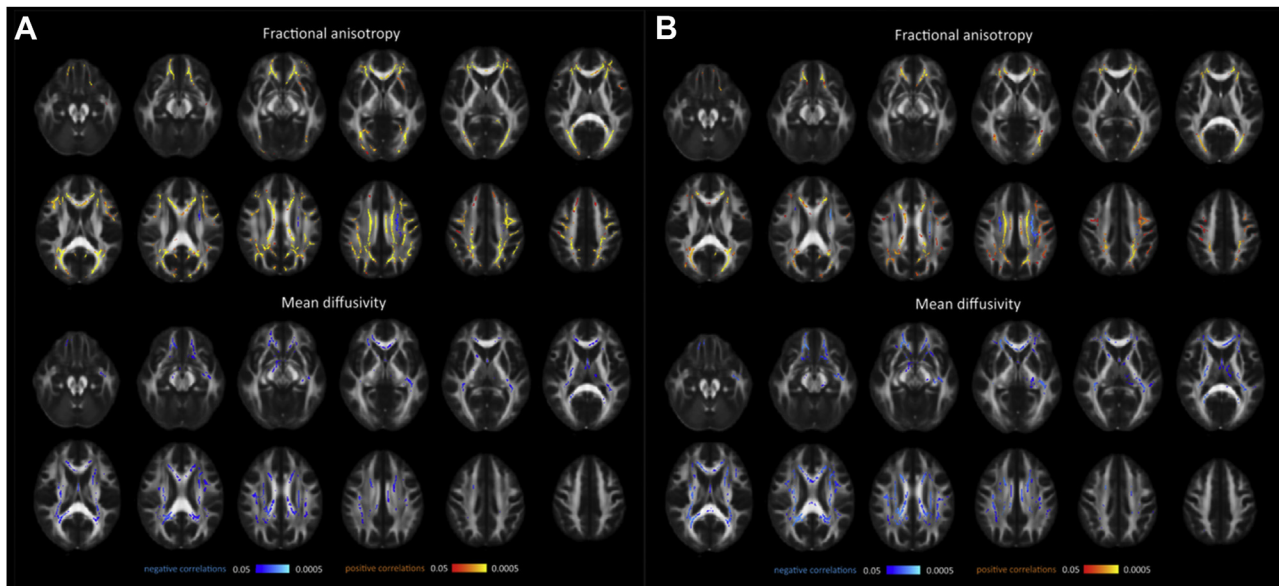 A
Fractional anisotropy
Mean diffusivity
negative correlations 0.05 0.0005 positive correlations 0.05 0.0005
B
Fractional anisotropy
Mean diffusivity
negative correlations 0.05 0.0005 positive correlations 0.05 0.0005